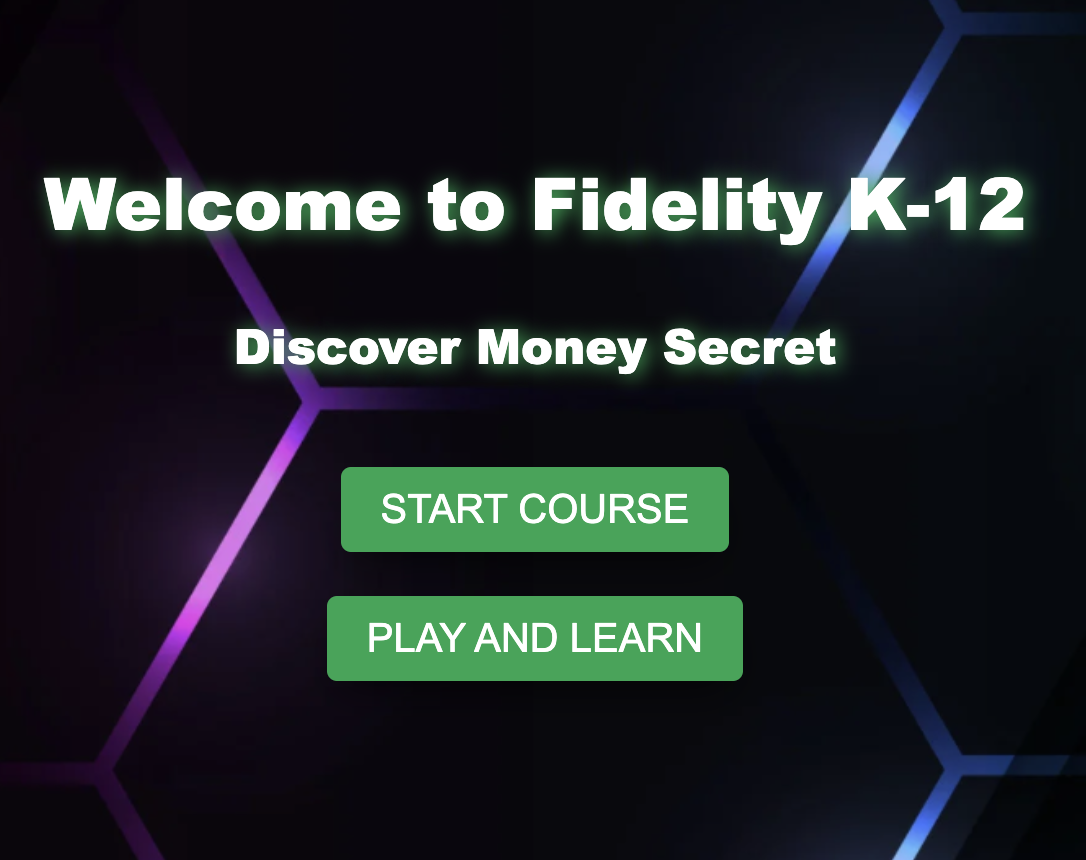 Welcome to Fidelity K-12
Discover Money Secret
START COURSE
PLAY AND LEARN